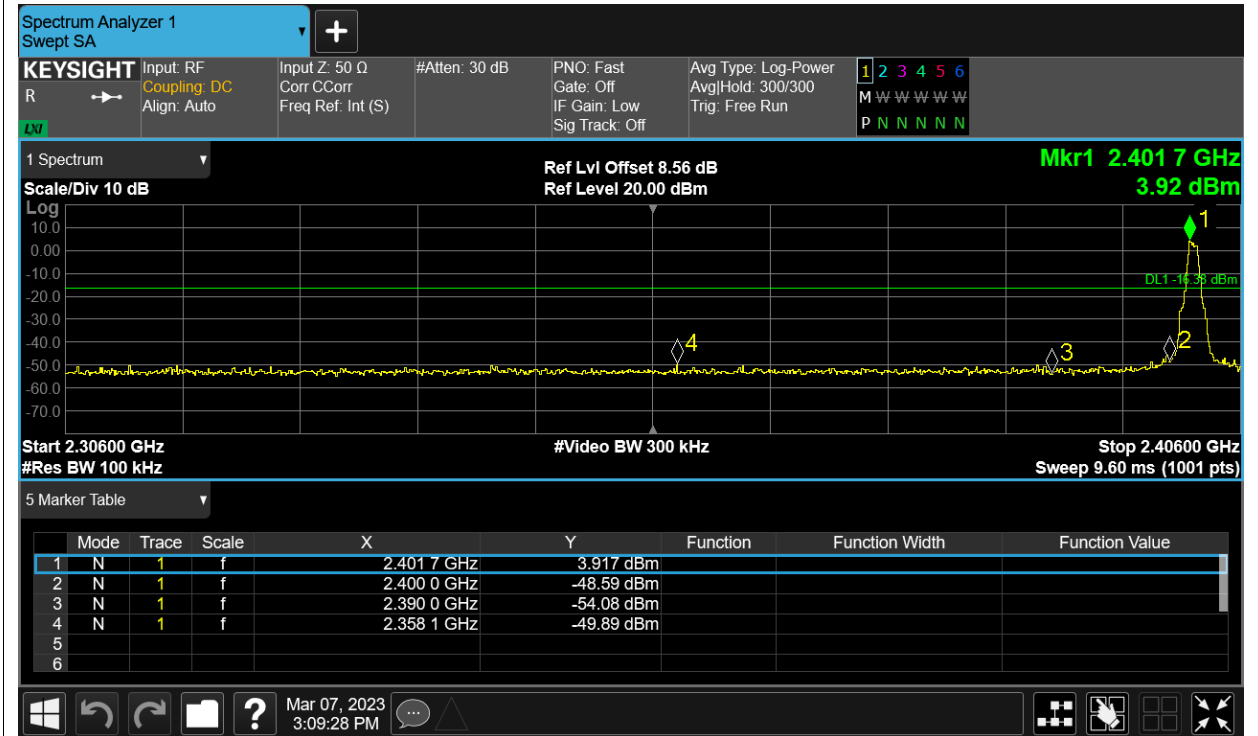 Spectrum Analyzer 1
Swept SA
+
KEYSIGHT
R
LXI
Input: RF
Coupling: DC
Align: Auto
Input Z: 50 Ω
Corr CCorr
Freq Ref: Int (S)
#Atten: 30 dB
PNO: Fast
Gate: Off
IF Gain: Low
Sig Track: Off
Avg Type: Log-Power
Avg|Hold: 300/300
Trig: Free Run
1 2 3 4 5 6
M W W W W W
P N N N N N
1 Spectrum
Scale/Div 10 dB
Ref Lvl Offset 8.56 dB
Ref Level 20.00 dBm
Mkr1 2.401 7 GHz
3.92 dBm
Log
10.0
0.00
-10.0
-20.0
-30.0
-40.0
-50.0
-60.0
-70.0
1
DL1 -16.33 dBm
4
3
2
Start 2.30600 GHz
#Res BW 100 kHz
#Video BW 300 kHz
Stop 2.40600 GHz
Sweep 9.60 ms (1001 pts)
5 Marker Table
Mode Trace Scale X Y Function Function Width Function Value
1 N 1 f 2.401 7 GHz 3.917 dBm
2 N 1 f 2.400 0 GHz -48.59 dBm
3 N 1 f 2.390 0 GHz -54.08 dBm
4 N 1 f 2.358 1 GHz -49.89 dBm
5
6
?
Mar 07, 2023
3:09:28 PM